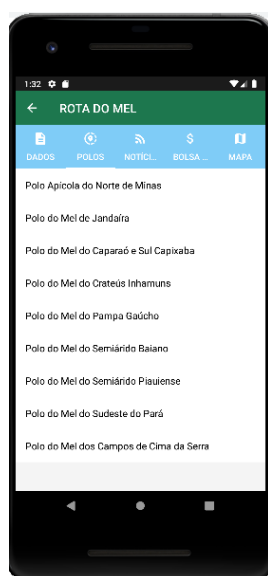 1:32
ROTA DO MEL
DADOS POLOS NOTÍCI... BOLSA ... MAPA
Polo Apícola do Norte de Minas
Polo do Mel de Jandaíra
Polo do Mel do Caparaó e Sul Capixaba
Polo do Mel do Crateús Inhamuns
Polo do Mel do Pampa Gaúcho
Polo do Mel do Semiárido Baiano
Polo do Mel do Semiárido Piauiense
Polo do Mel do Sudeste do Pará
Polo do Mel dos Campos de Cima da Serra